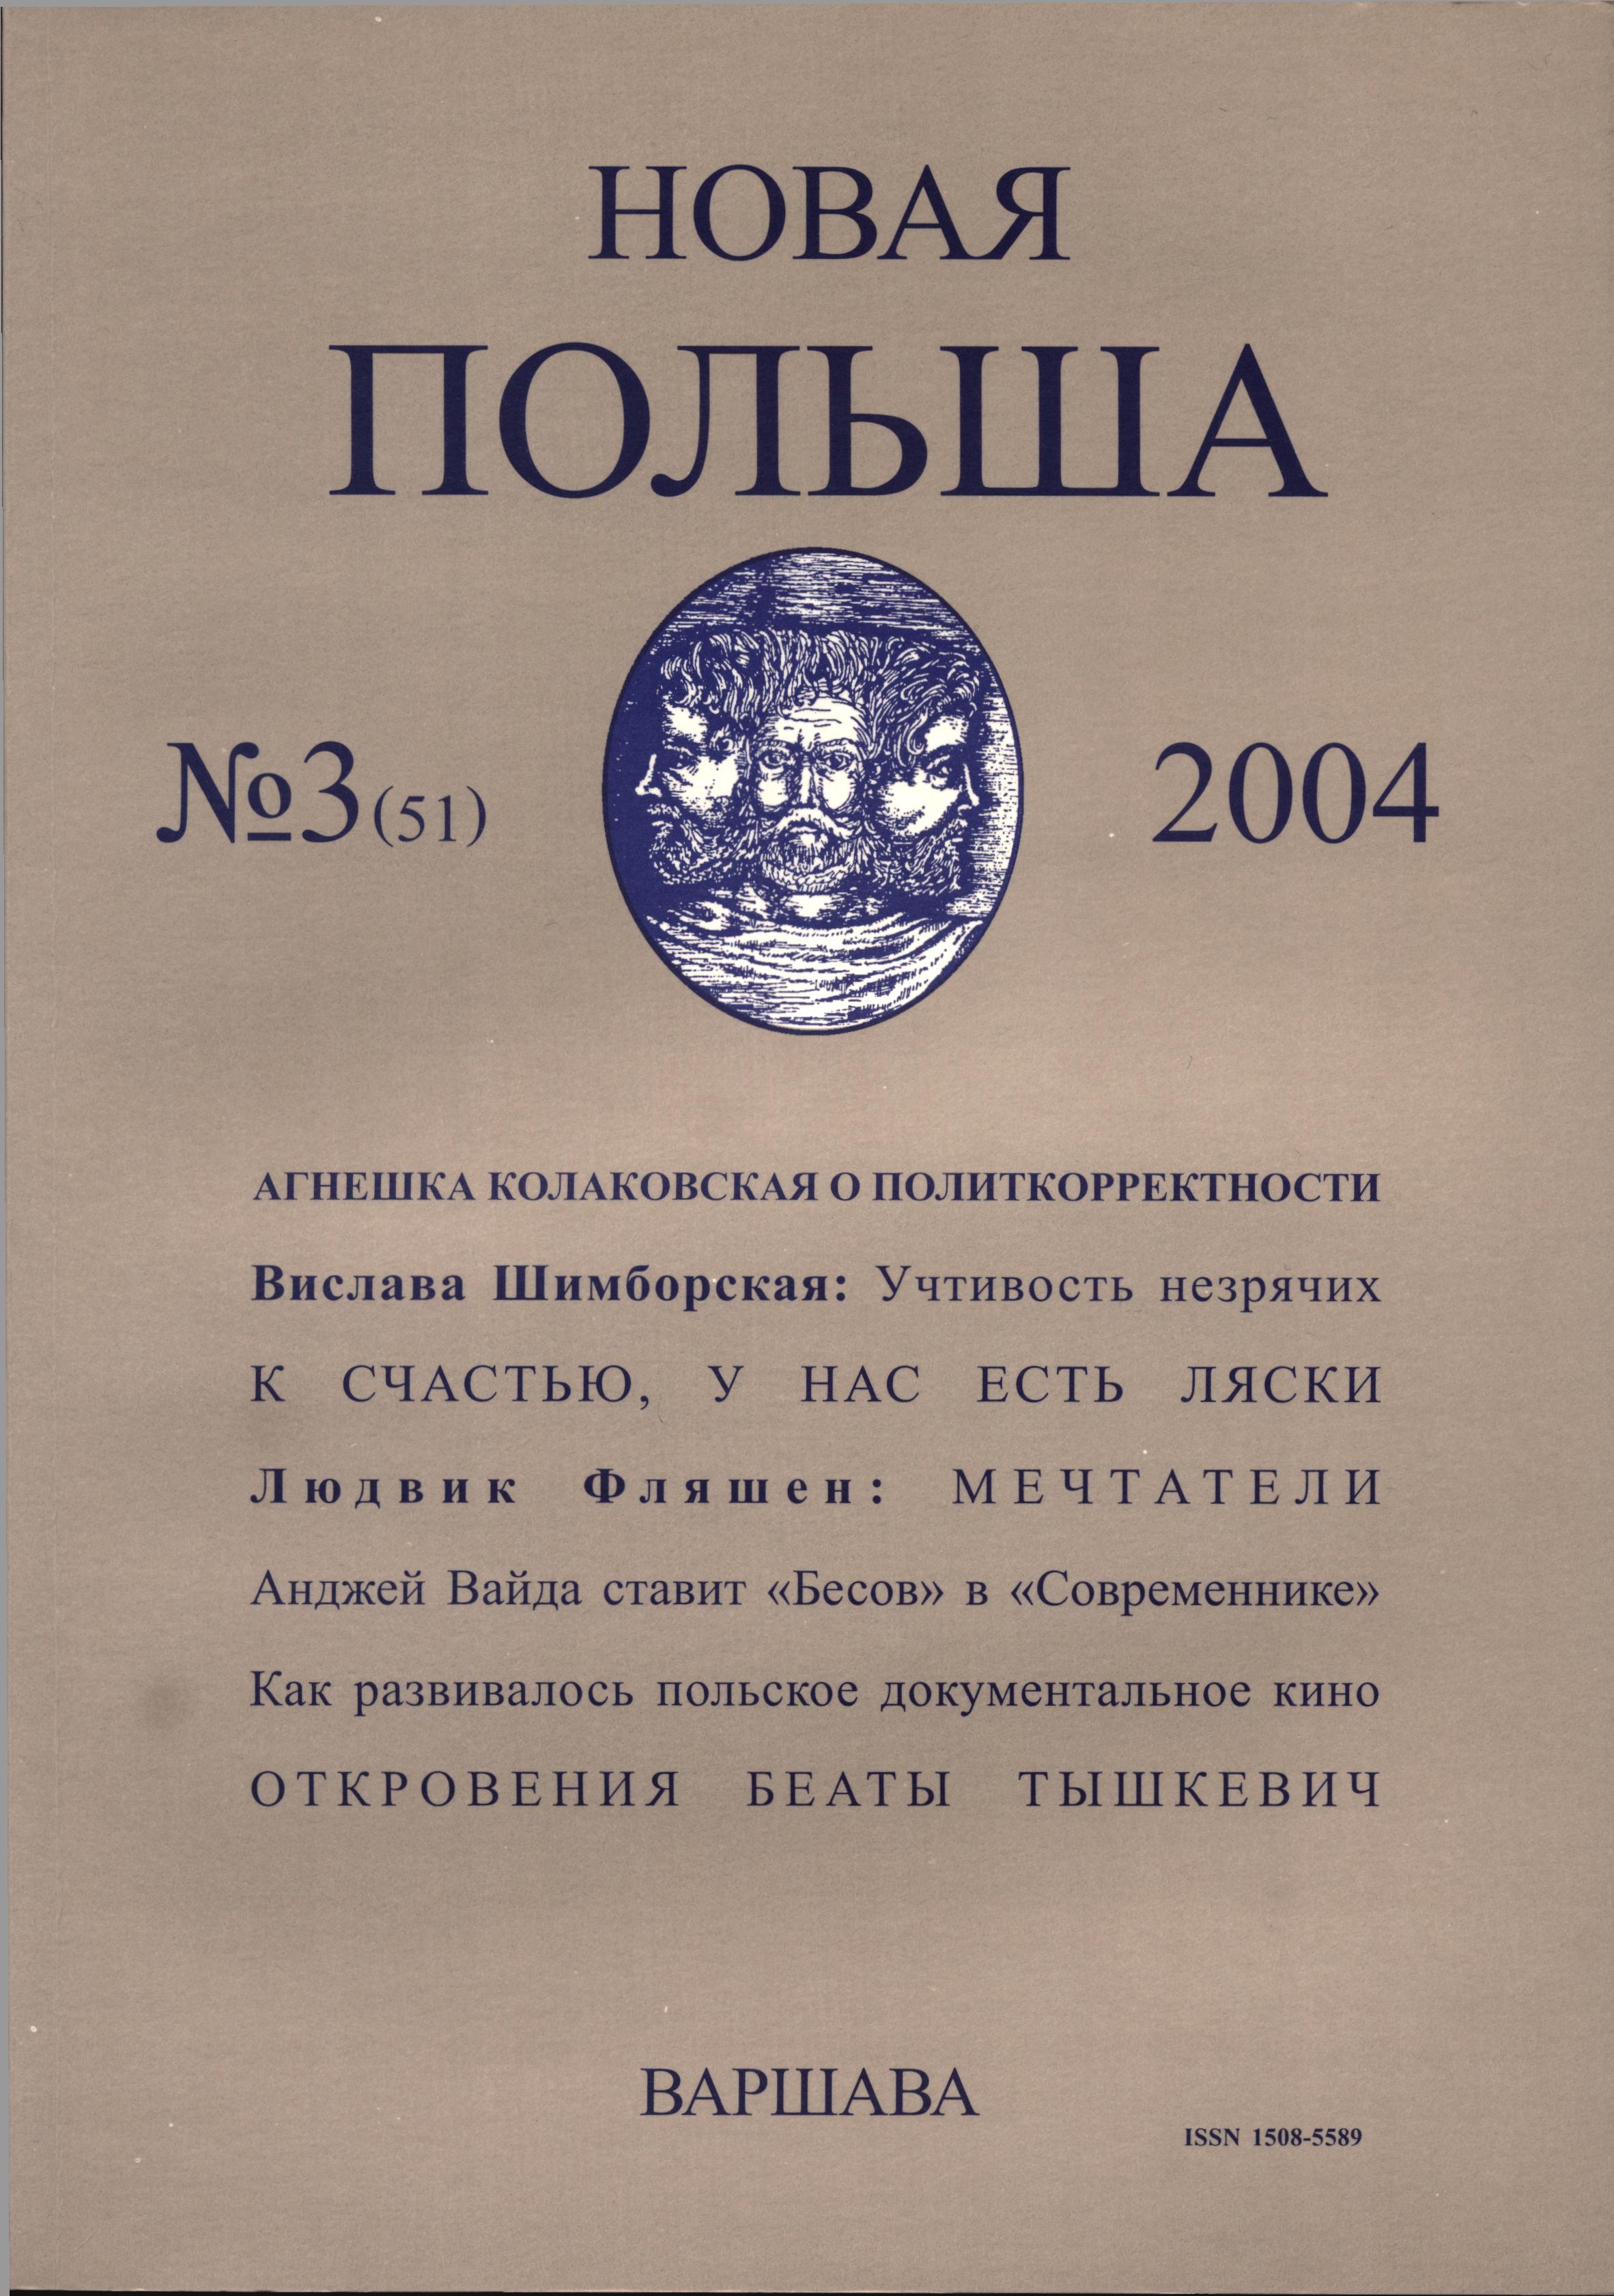 НОВАЯ
ПОЛЬША
№3(51)
2004
АГНЕШКА КОЛАКОВСКАЯ О ПОЛИТКОРРЕКТНОСТИ
Вислава Шимборская: Учтивость незрячих
К СЧАСТЬЮ, У НАС ЕСТЬ ЛЯСКИ
Людвик Фляшен: МЕЧТАТЕЛИ
Анджей Вайда ставит «Бесов» в «Современнике»
Как развивалось польское документальное кино
ОТКРОВЕНИЯ БЕАТЫ ТЫШКЕВИЧ
ВАРШАВА
ISSN 1508-5589